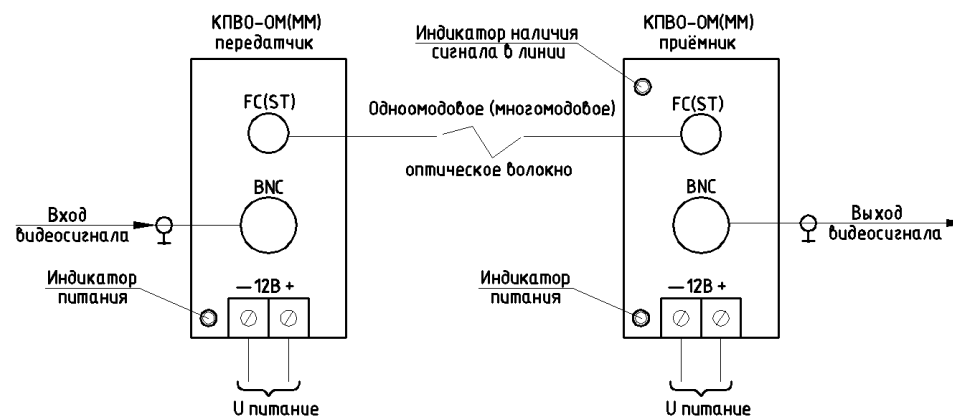 КПВО-ОМ(ММ)
передатчик
FC(ST)
BNC
Вход
видеосигнала
Индикатор
питания
— 12В +
U питание
Индикатор наличия
сигнала в линии
Одноомодовое (многомодовое)
оптическое волокно
КПВО-ОМ(ММ)
приёмник
FC(ST)
BNC
Выход
видеосигнала
Индикатор
питания
— 12В +
U питание